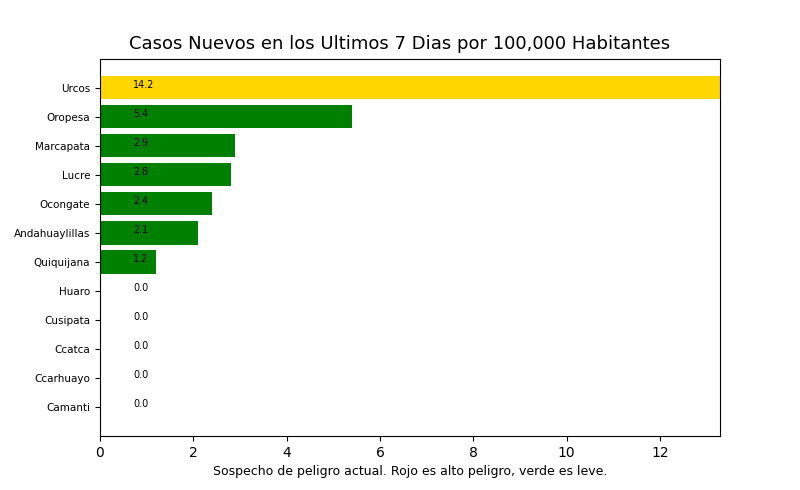 Casos Nuevos en los Ultimos 7 Dias por 100,000 Habitantes
Urcos 14.2
Oropesa 5.4
Marcapata 2.9
Lucre 2.8
Ocongate 2.4
Andahuaylillas 2.1
Quiquijana 1.2
Huaro 0.0
Cusipata 0.0
Ccatca 0.0
Ccarhuayo 0.0
Camanti 0.0
0 2 4 6 8 10 12
Sospecho de peligro actual. Rojo es alto peligro, verde es leve.